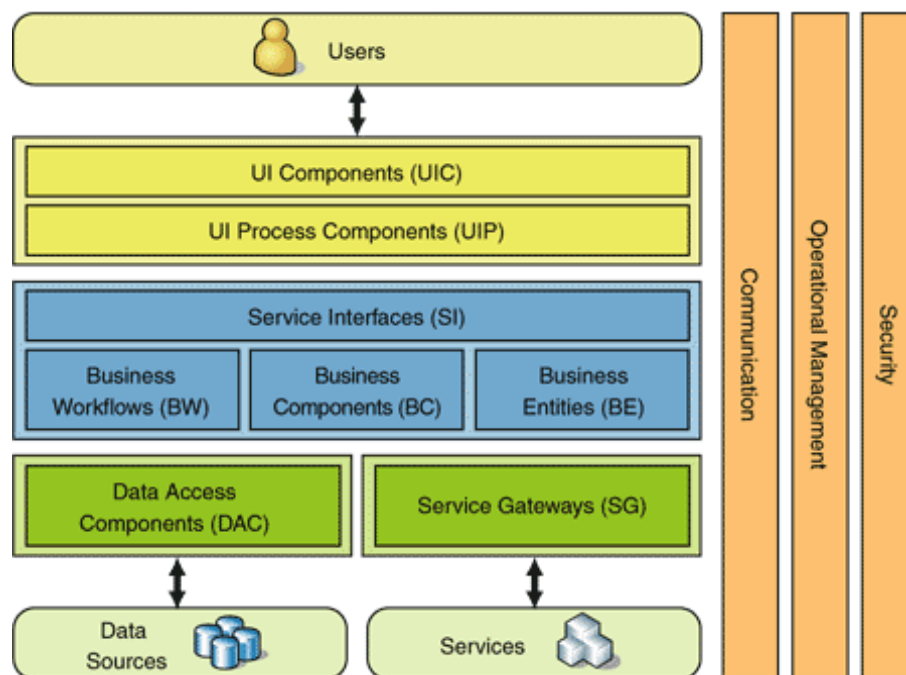 Users
UI Components (UIC)
UI Process Components (UIP)
Service Interfaces (SI)
Business
Workflows (BW)
Business
Components (BC)
Business
Entities (BE)
Data Access
Components (DAC)
Service Gateways (SG)
Data
Sources
Services
Communication
Operational Management
Security